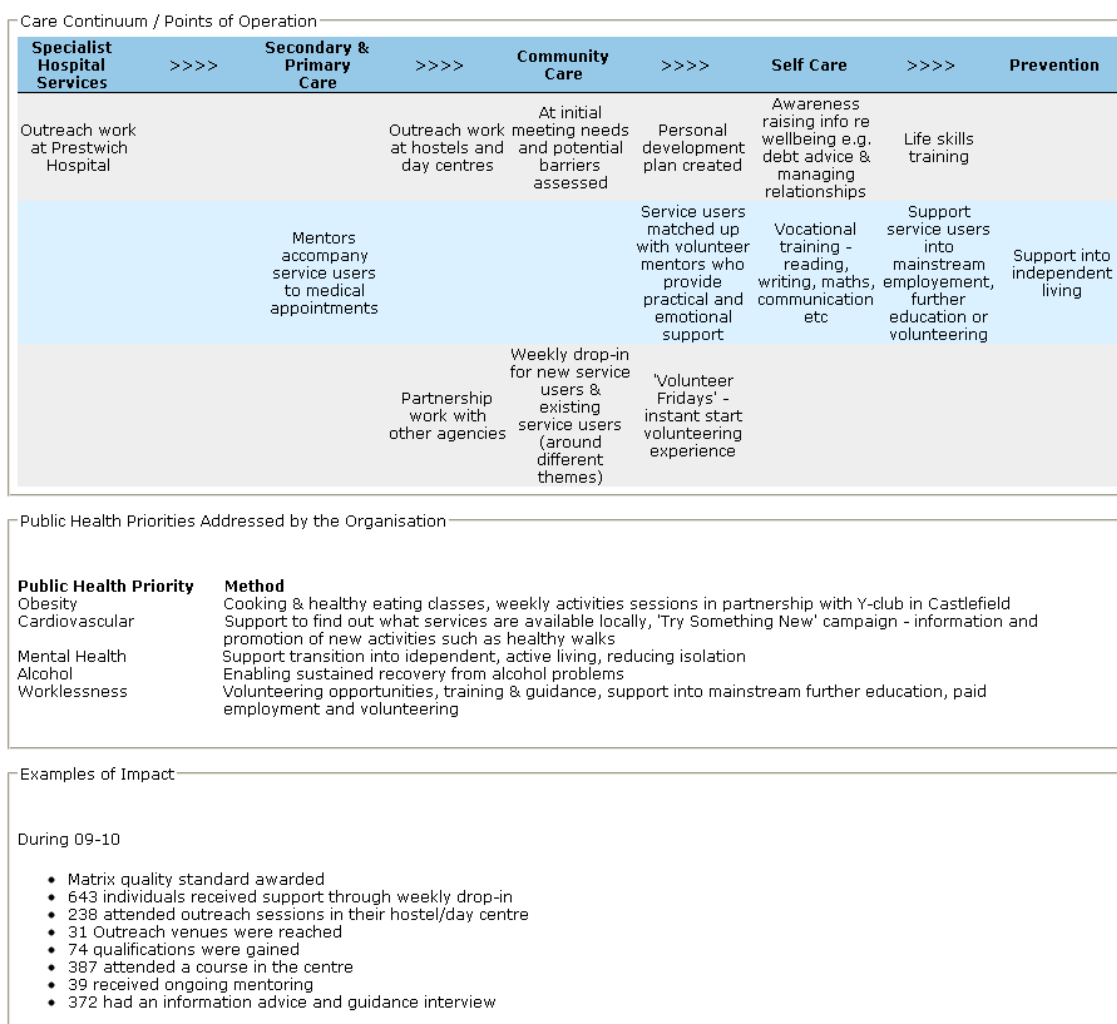 Care Continuum / Points of Operation
Specialist
Hospital
Services
>>>>
Secondary &
Primary
Care
>>>>
Community
Care
>>>>
Self Care
>>>>
Prevention
Outreach work
at Prestwich
Hospital
Outreach work
at hostels and
day centres
At initial
meeting needs
and potential
barriers
assessed
Personal
development
plan created
Awareness
raising info re
wellbeing e.g.
debt advice &
managing
relationships
Life skills
training
Mentors
accompany
service users
to medical
appointments
Service users
matched up
with volunteer
mentors who
provide
practical and
emotional
support
Vocational
training -
reading,
writing, maths,
communication
etc
Support
service users
into
mainstream
employement,
further
education or
volunteering
Support into
independent
living
Partnership
work with
other agencies
Weekly drop-in
for new service
users &
existing
service users
(around
different
themes)
'Volunteer
Fridays' -
instant start
volunteering
experience
Public Health Priorities Addressed by the Organisation
Public Health Priority Method
Obesity Cooking & healthy eating classes, weekly activities sessions in partnership with Y-club in Castlefield
Cardiovascular Support to find out what services are available locally, 'Try Something New' campaign - information and
promotion of new activities such as healthy walks
Mental Health Support transition into idependent, active living, reducing isolation
Alcohol Enabling sustained recovery from alcohol problems
Worklessness Volunteering opportunities, training & guidance, support into mainstream further education, paid
employment and volunteering
Examples of Impact
During 09-10
• Matrix quality standard awarded
• 643 individuals received support through weekly drop-in
• 238 attended outreach sessions in their hostel/day centre
• 31 Outreach venues were reached
• 74 qualifications were gained
• 387 attended a course in the centre
• 39 received ongoing mentoring
• 372 had an information advice and guidance interview